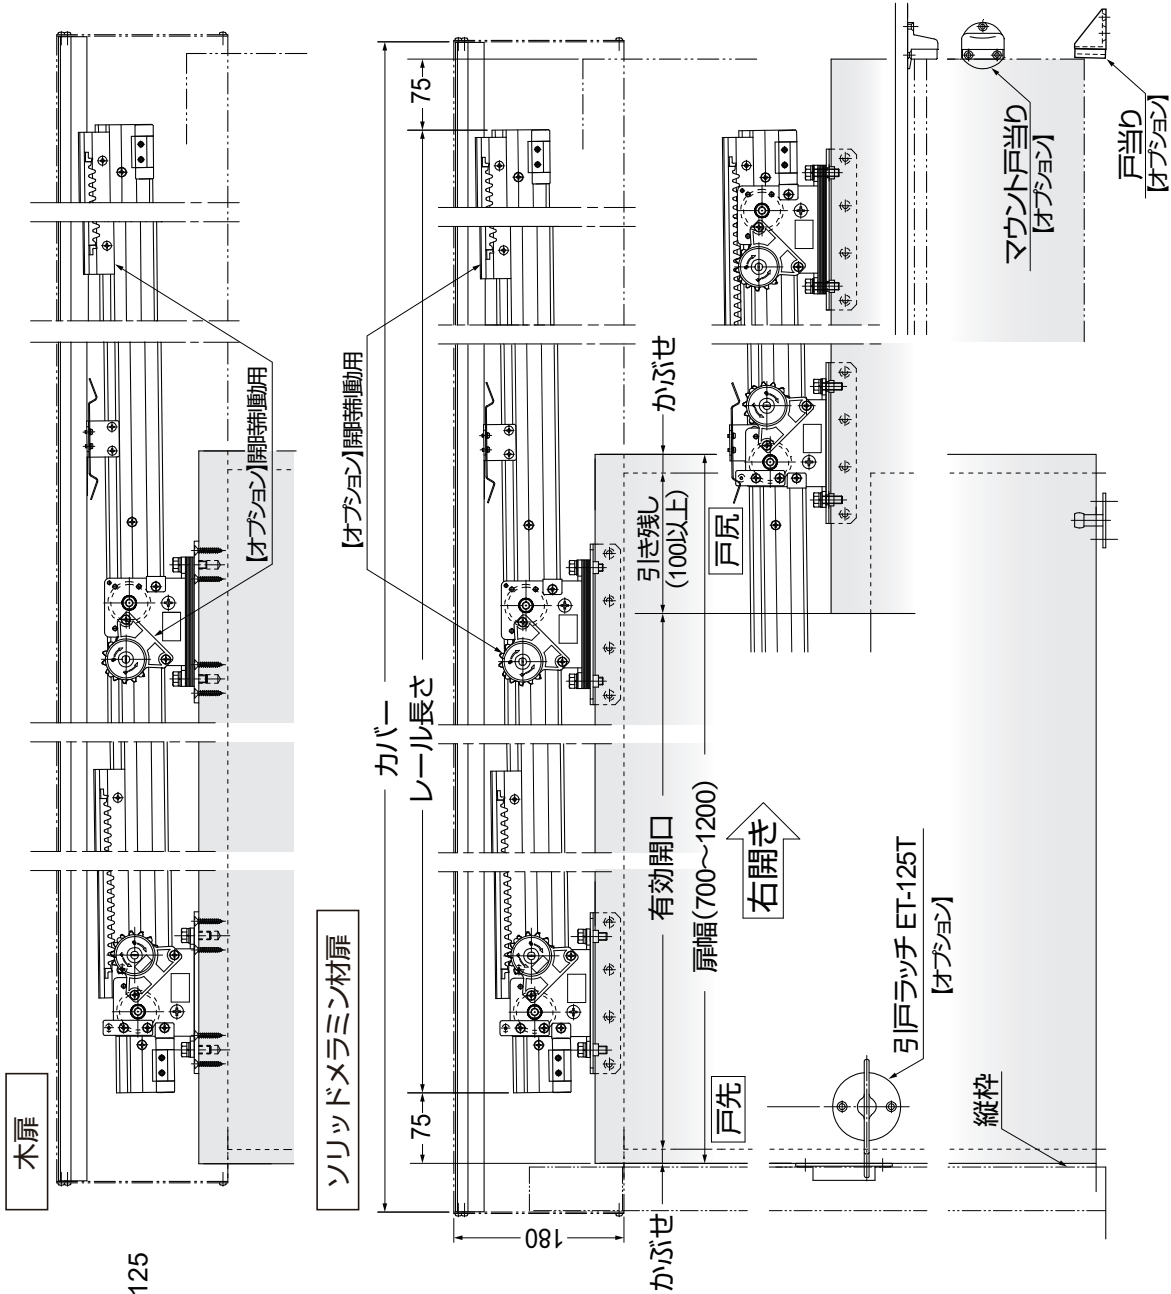 木扉
【オプション】開時制動用
ソリッドメラミン材扉
カバー
レール長さ
75
75
【オプション】開時制動用
180
かぶせ
有効開口
引き残し
(100以上)
かぶせ
扉幅(700〜1200)
戸先
戸尻
右開き
引戸ラッチ ET-125T
【オプション】
縦枠
マウント戸当り
【オプション】
戸当り
【オプション】
125